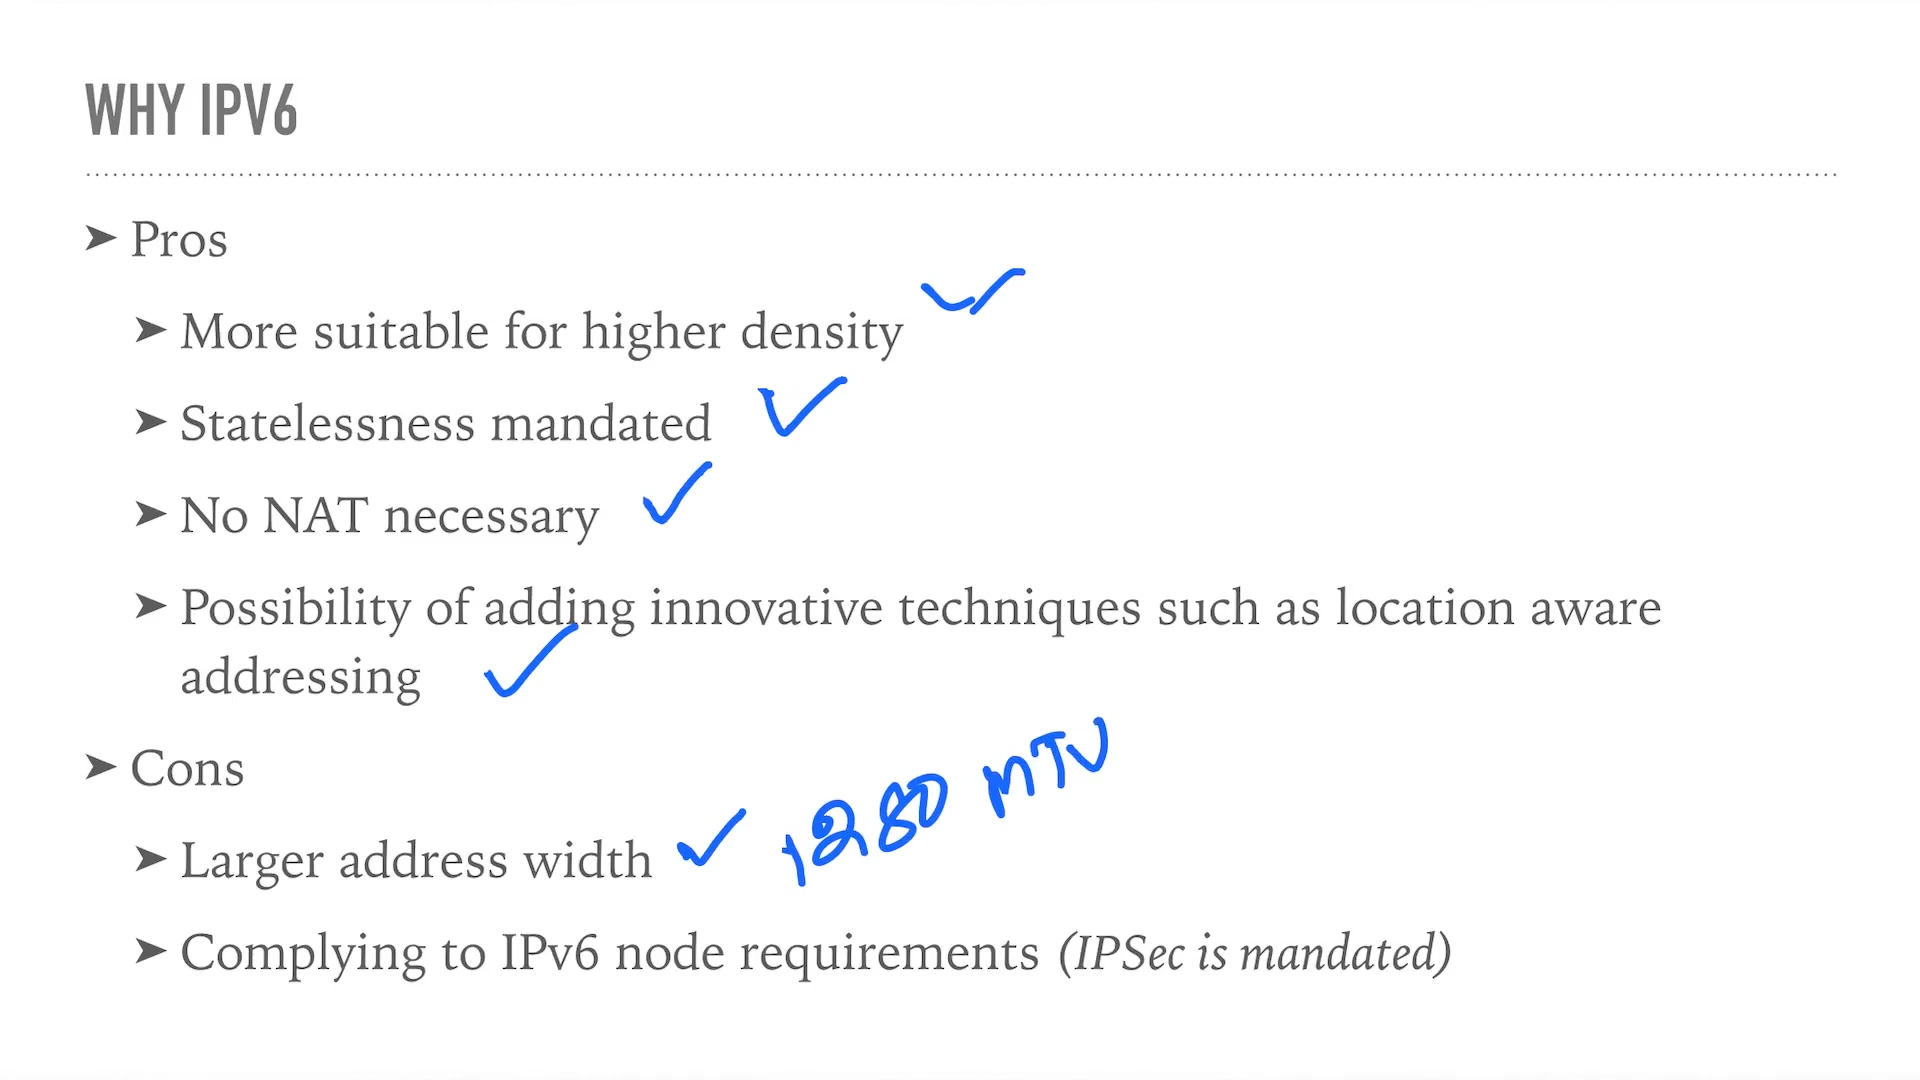 WHY IPV6
➤ Pros
➤ More suitable for higher density
➤ Statelessness mandated
➤ No NAT necessary
➤ Possibility of adding innovative techniques such as location aware
addressing
➤ Cons
➤ Larger address width 1280 MTU
➤ Complying to IPv6 node requirements (IPSec is mandated)